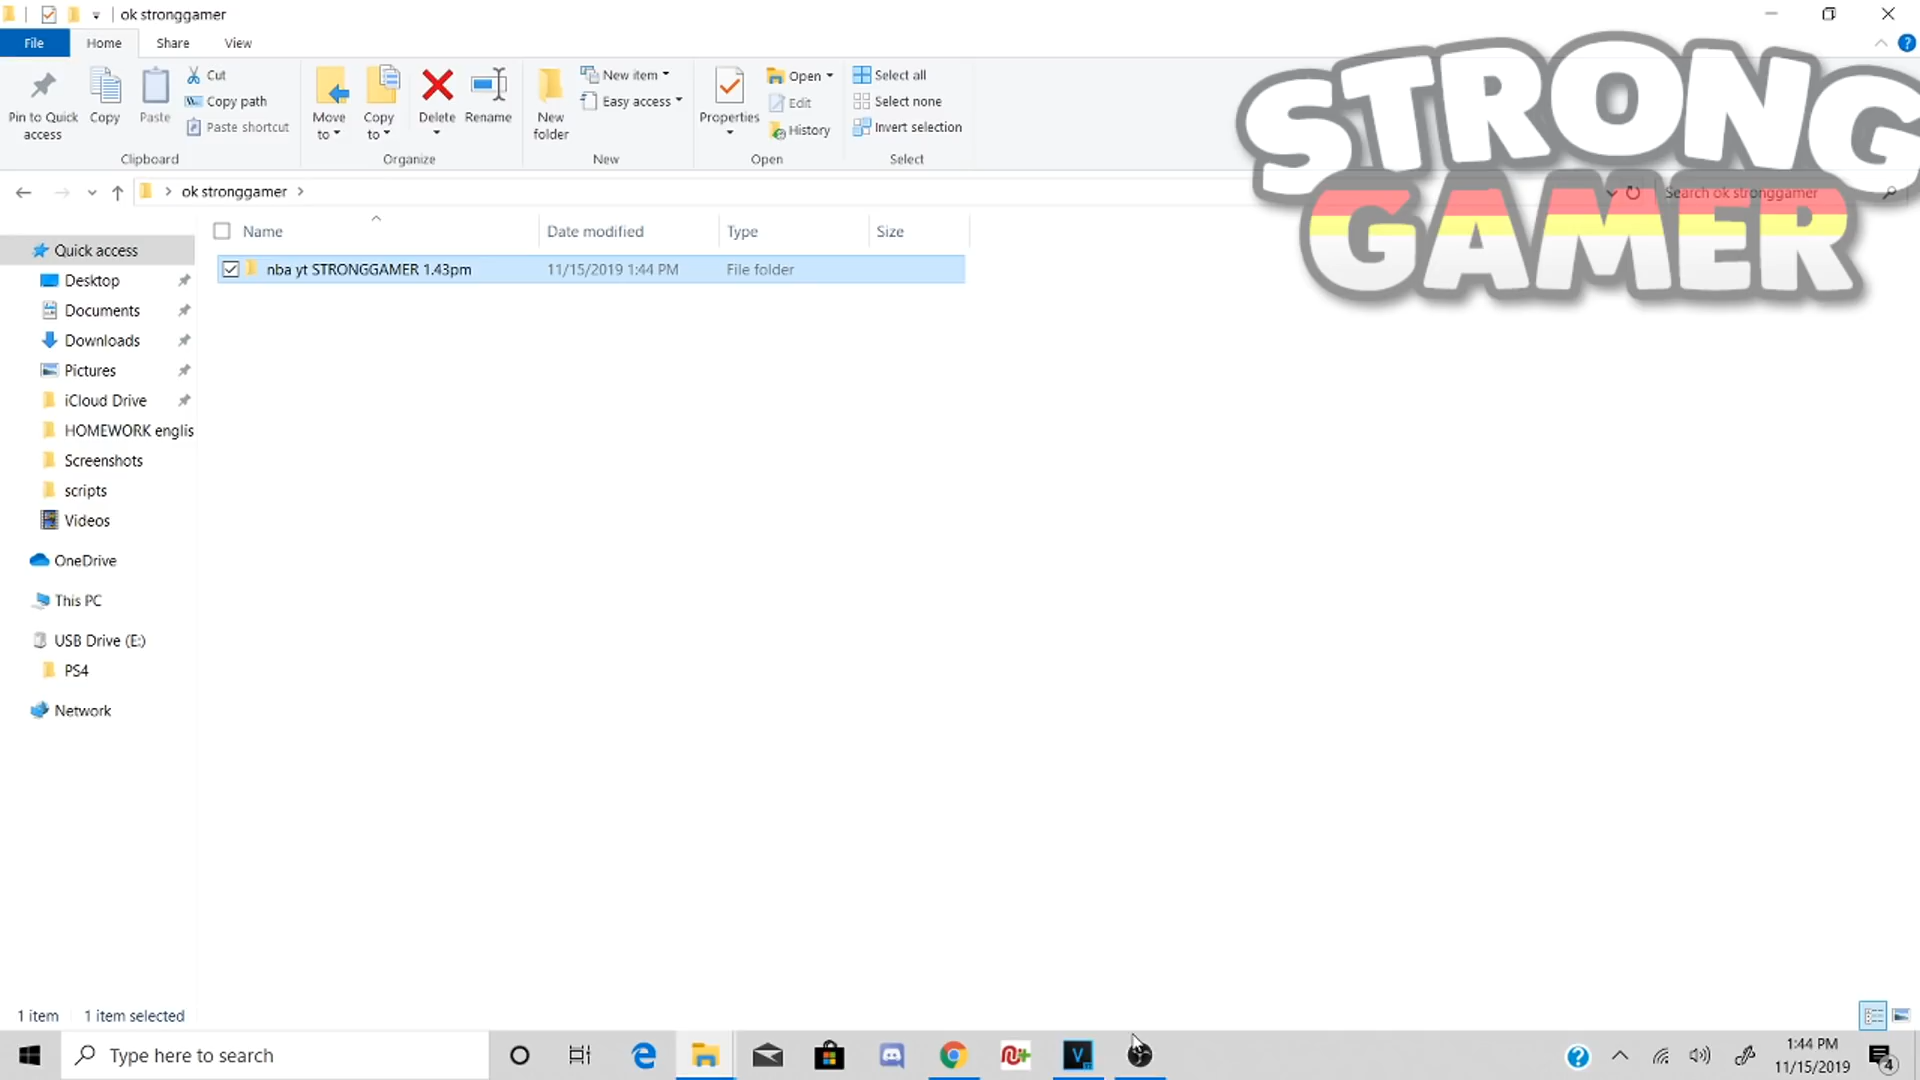 ok stronggamer
File Home Share View
STRONG
GAMER
Pin to Quick access
Copy
Paste
Cut
Copy path
Paste shortcut
Clipboard
Move to
Copy to
Delete
Rename
Organize
New folder
New item
Easy access
New
Properties
Open
Edit
History
Open
Select all
Select none
Invert selection
Select
ok stronggamer
Search ok stronggamer
Name Date modified Type Size
nba yt STRONGGAMER 1.43pm 11/15/2019 1:44 PM File folder
Quick access
Desktop
Documents
Downloads
Pictures
iCloud Drive
HOMEWORK englis
Screenshots
scripts
Videos
OneDrive
This PC
USB Drive (E:)
PS4
Network
1 item 1 item selected
Type here to search
1:44 PM
11/15/2019
4